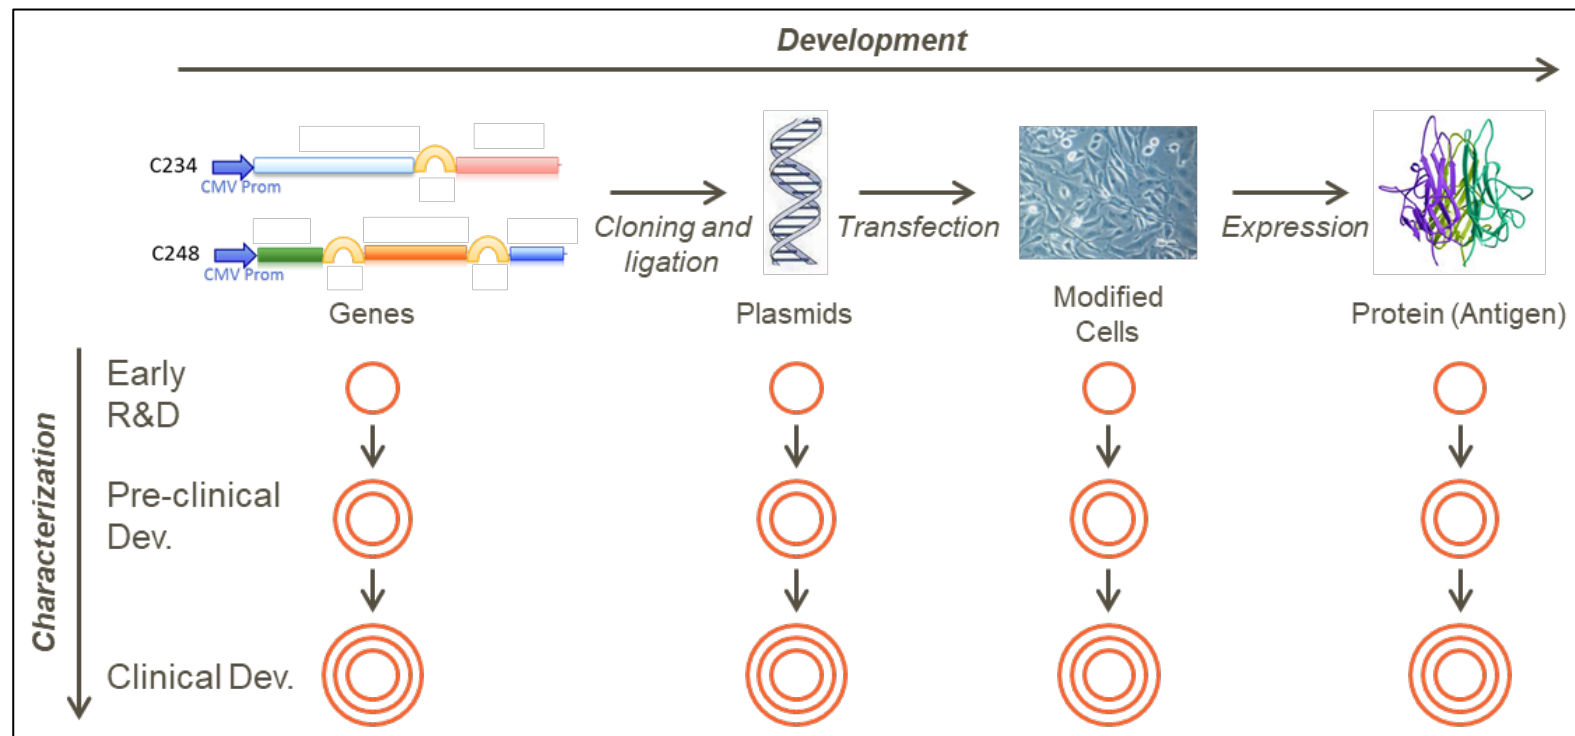 Development
C234
CMV Prom
C248
CMV Prom
Cloning and
ligation
Transfection
Expression
Genes
Plasmids
Modified
Cells
Protein (Antigen)
Characterization
Early
R&D
Pre-clinical
Dev.
Clinical Dev.